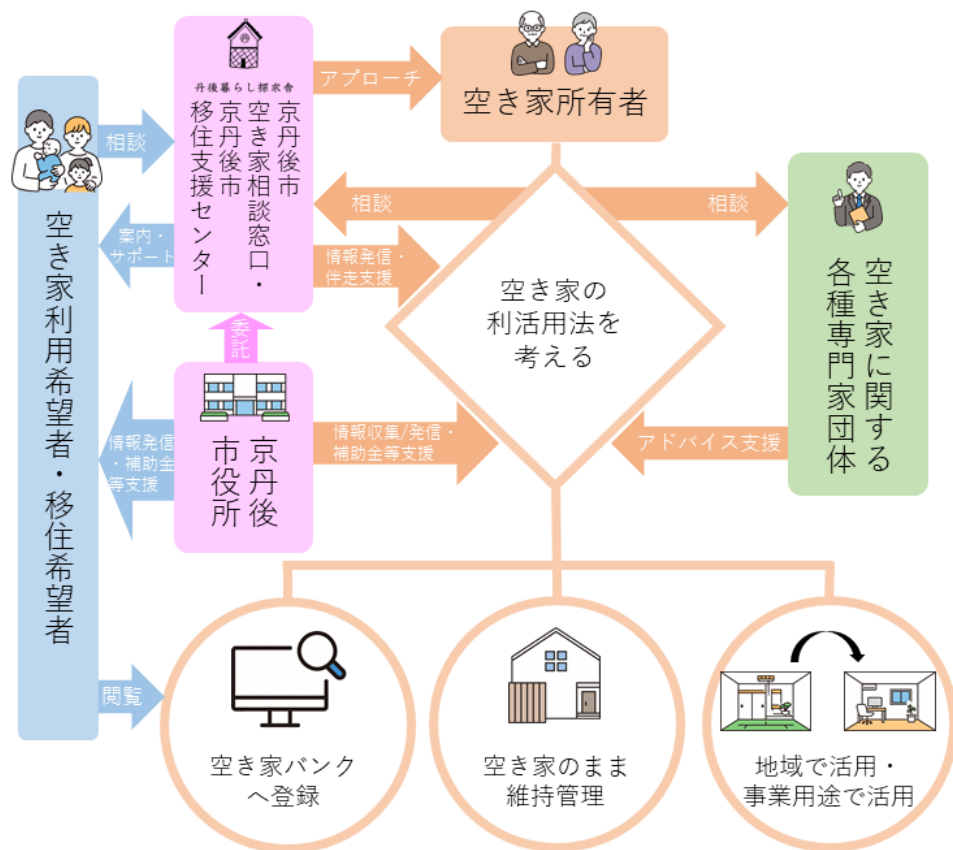 丹後暮らし探求舎
京丹後市
空き家相談窓口・
京丹後市
移住支援センター
アプローチ
空き家所有者
相談
案内・
サポート
空き家利用希望者・移住希望者
相談
相談
情報発信・
伴走支援
空き家の
利活用法を
考える
空き家に関する
各種専門家団体
委託
京丹後
市役所
情報発信
・補助金
等支援
情報収集/発信・
補助金等支援
アドバイス支援
閲覧
空き家バンク
へ登録
空き家のまま
維持管理
地域で活用・
事業用途で活用